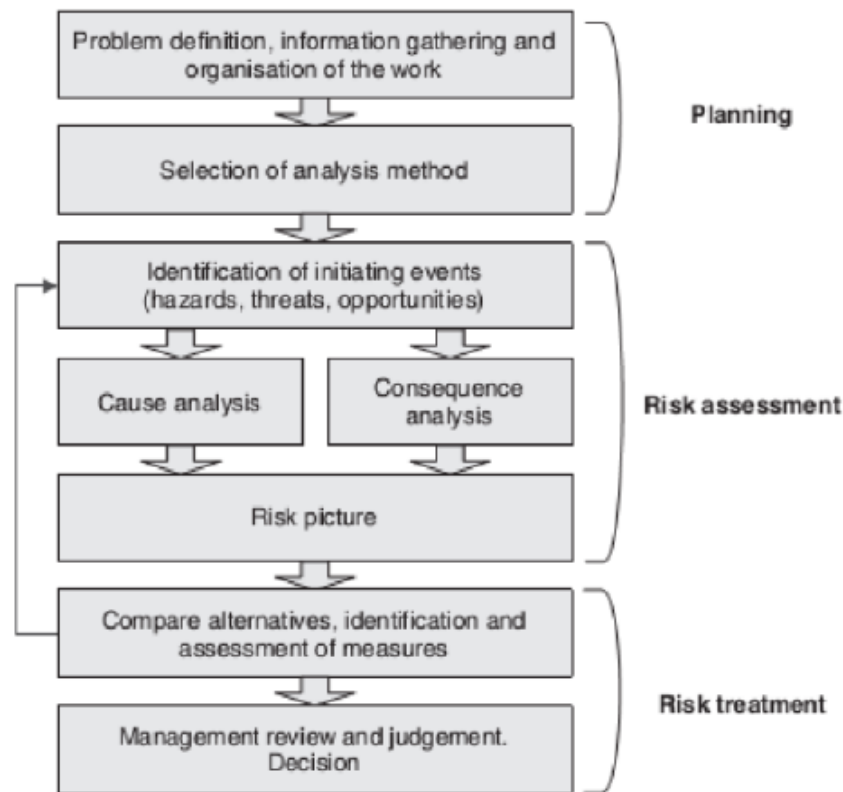 Problem definition, information gathering and
organisation of the work
Planning
Selection of analysis method
Identification of initiating events
(hazards, threats, opportunities)
Cause analysis
Consequence
analysis
Risk assessment
Risk picture
Compare alternatives, identification and
assessment of measures
Risk treatment
Management review and judgement.
Decision